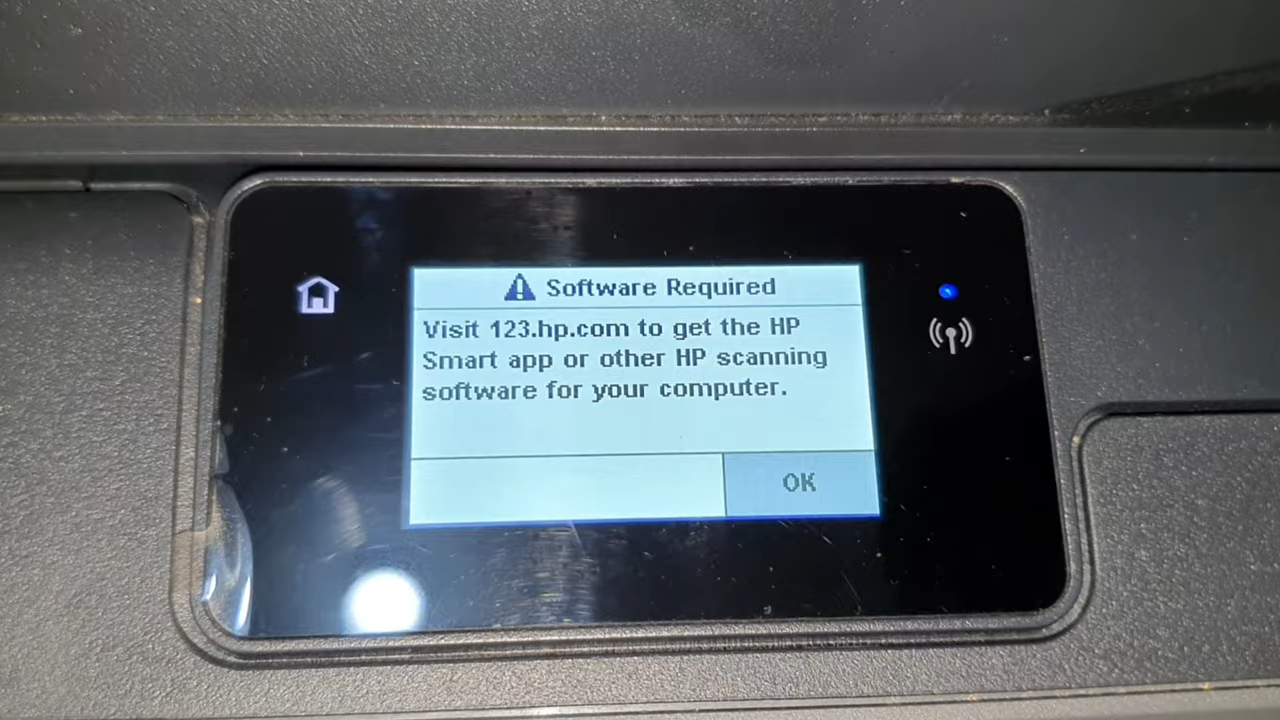 Software Required
Visit 123.hp.com to get the HP
Smart app or other HP scanning
software for your computer.
OK